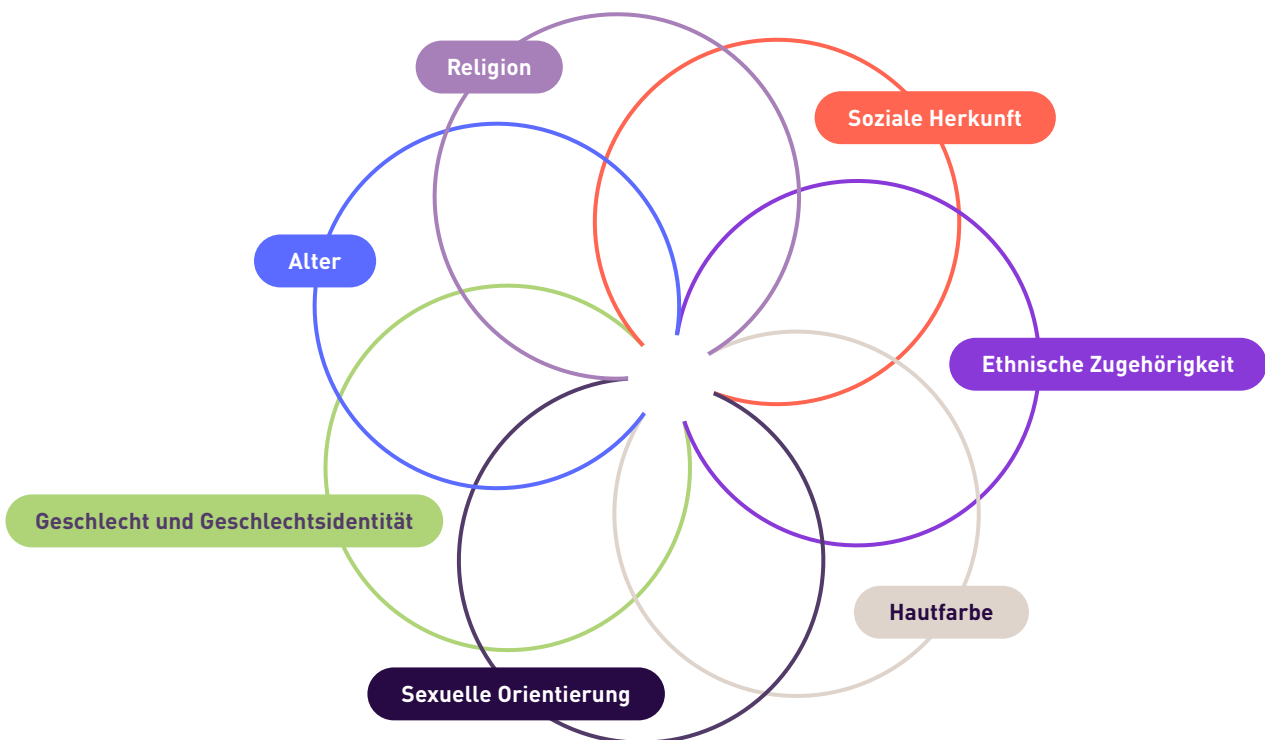 Religion
Soziale Herkunft
Alter
Ethnische Zugehörigkeit
Geschlecht und Geschlechtsidentität
Hautfarbe
Sexuelle Orientierung